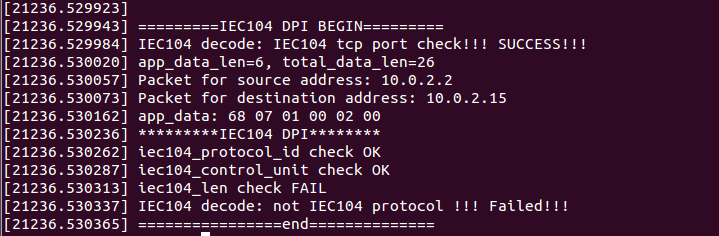 [21236.529923]
[21236.529943] =========IEC104 DPI BEGIN=========
[21236.529984] IEC104 decode: IEC104 tcp port check!!! SUCCESS!!!
[21236.530020] app_data_len=6, total_data_len=26
[21236.530057] Packet for source address: 10.0.2.2
[21236.530073] Packet for destination address: 10.0.2.15
[21236.530162] app_data: 68 07 01 00 02 00
[21236.530236] *********IEC104 DPI********
[21236.530262] iec104_protocol_id check OK
[21236.530287] iec104_control_unit check OK
[21236.530313] iec104_len check FAIL
[21236.530337] IEC104 decode: not IEC104 protocol !!! Failed!!!
[21236.530365] ================end==============